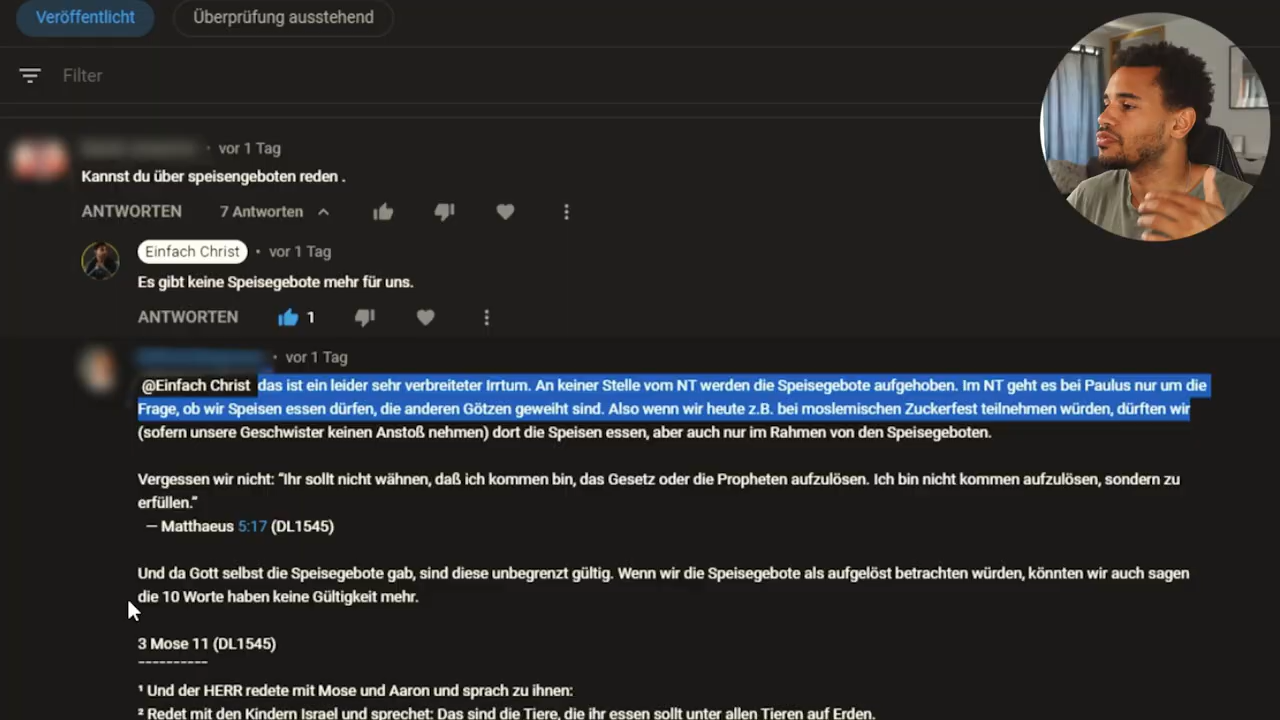 Veröffentlicht
Überprüfung ausstehend
Filter
· vor 1 Tag
Kannst du über speisengeboten reden .
ANTWORTEN 7 Antworten
Einfach Christ · vor 1 Tag
Es gibt keine Speisegebote mehr für uns.
ANTWORTEN 1
· vor 1 Tag
@Einfach Christ das ist ein leider sehr verbreiteter Irrtum. An keiner Stelle vom NT werden die Speisegebote aufgehoben. Im NT geht es bei Paulus nur um die
Frage, ob wir Speisen essen dürfen, die anderen Götzen geweiht sind. Also wenn wir heute z.B. bei moslemischen Zuckerfest teilnehmen würden, dürften wir
(sofern unsere Geschwister keinen Anstoß nehmen) dort die Speisen essen, aber auch nur im Rahmen von den Speisegeboten.
Vergessen wir nicht: “Ihr sollt nicht wähnen, daß ich kommen bin, das Gesetz oder die Propheten aufzulösen. Ich bin nicht kommen aufzulösen, sondern zu
erfüllen.”
— Matthaeus 5:17 (DL1545)
Und da Gott selbst die Speisegebote gab, sind diese unbegrenzt gültig. Wenn wir die Speisegebote als aufgelöst betrachten würden, könnten wir auch sagen
die 10 Worte haben keine Gültigkeit mehr.
3 Mose 11 (DL1545)
----------
¹ Und der HERR redete mit Mose und Aaron und sprach zu ihnen:
² Redet mit den Kindern Israel und sprechet: Das sind die Tiere, die ihr essen sollt unter allen Tieren auf Erden.